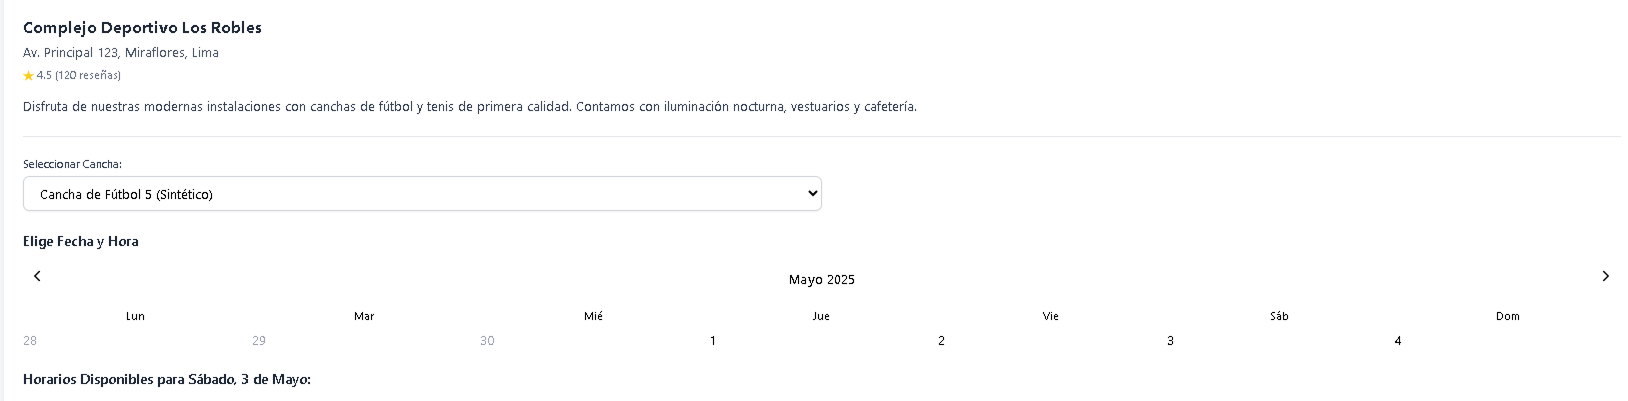 Complejo Deportivo Los Robles
Av. Principal 123, Miraflores, Lima
★ 4.5 (120 reseñas)
Disfruta de nuestras modernas instalaciones con canchas de fútbol y tenis de primera calidad. Contamos con iluminación nocturna, vestuarios y cafetería.
Seleccionar Cancha:
Cancha de Fútbol 5 (Sintético)
Elige Fecha y Hora
Mayo 2025
Lun Mar Mié Jue Vie Sáb Dom
28 29 30 1 2 3 4
Horarios Disponibles para Sábado, 3 de Mayo: